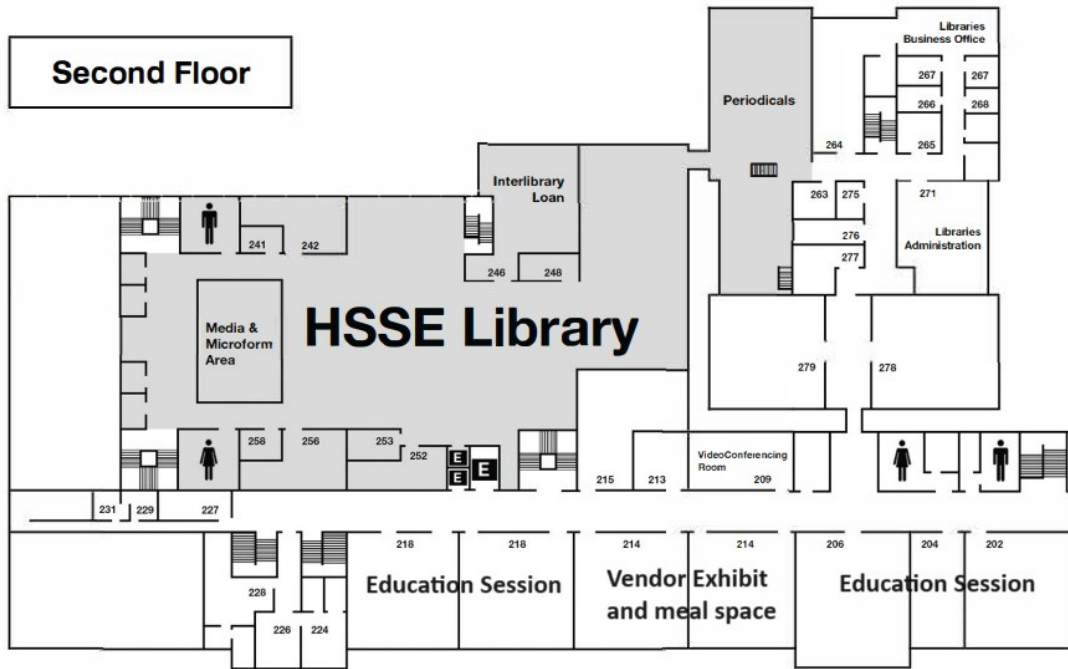 Second Floor
Libraries
Business Office
267
267
266
268
265
264
Periodicals
Interlibrary
Loan
263
275
271
276
277
Libraries
Administration
241
242
246
248
Media &
Microform
Area
HSSE Library
279
278
258
256
253
252
E
E
E
VideoConferencing
Room
215
213
209
231
229
227
218
218
214
214
206
204
202
Education Session
Vendor Exhibit
and meal space
Education Session
228
226
224